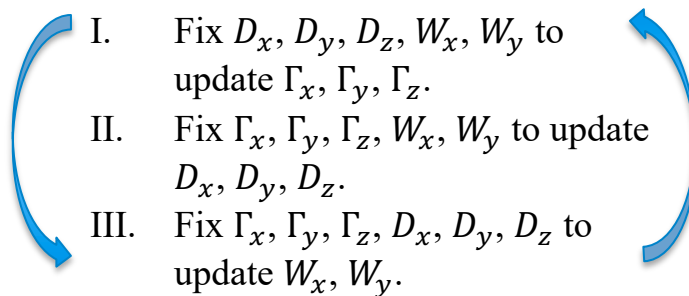 I. Fix D_x, D_y, D_z, W_x, W_y to
update Γ_x, Γ_y, Γ_z.
II. Fix Γ_x, Γ_y, Γ_z, W_x, W_y to update
D_x, D_y, D_z.
III. Fix Γ_x, Γ_y, Γ_z, D_x, D_y, D_z to
update W_x, W_y.